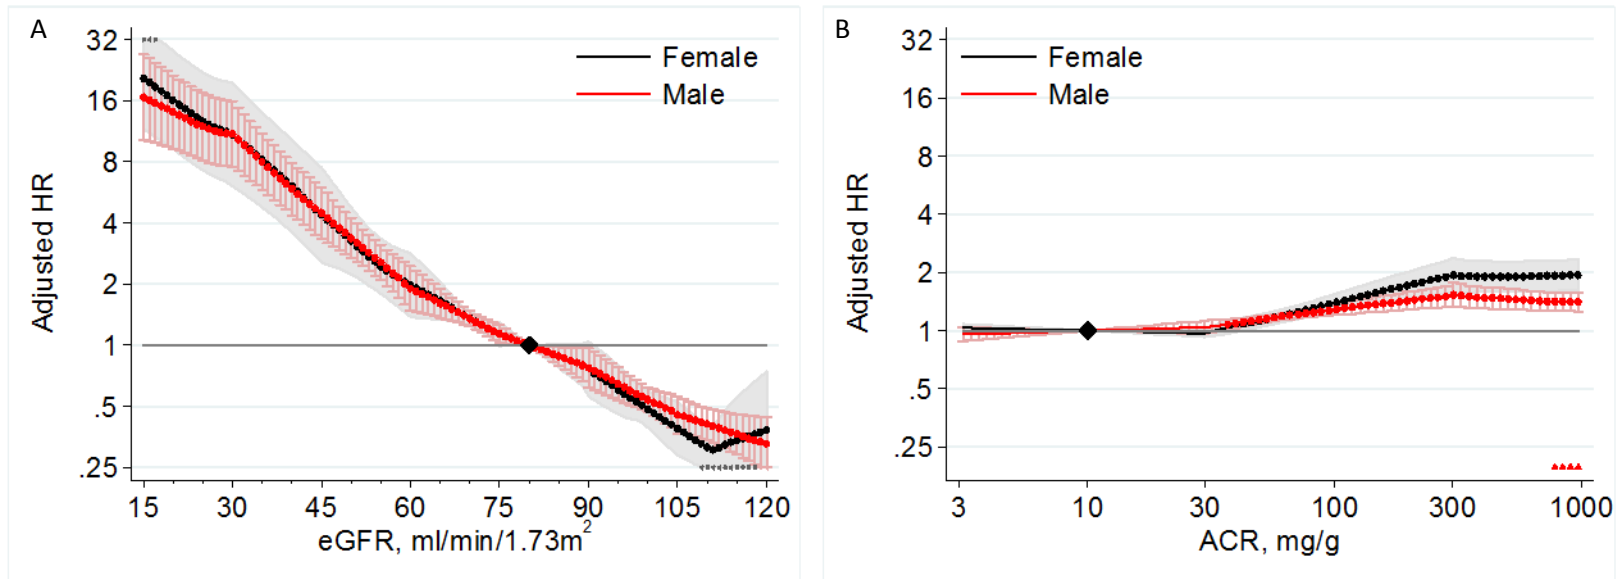 A
Adjusted HR
32
16
8
4
2
1
.5
.25
Female
Male
15 30 45 60 75 90 105 120
eGFR, ml/min/1.73m²
B
Adjusted HR
32
16
8
4
2
1
.5
.25
Female
Male
3 10 30 100 300 1000
ACR, mg/g